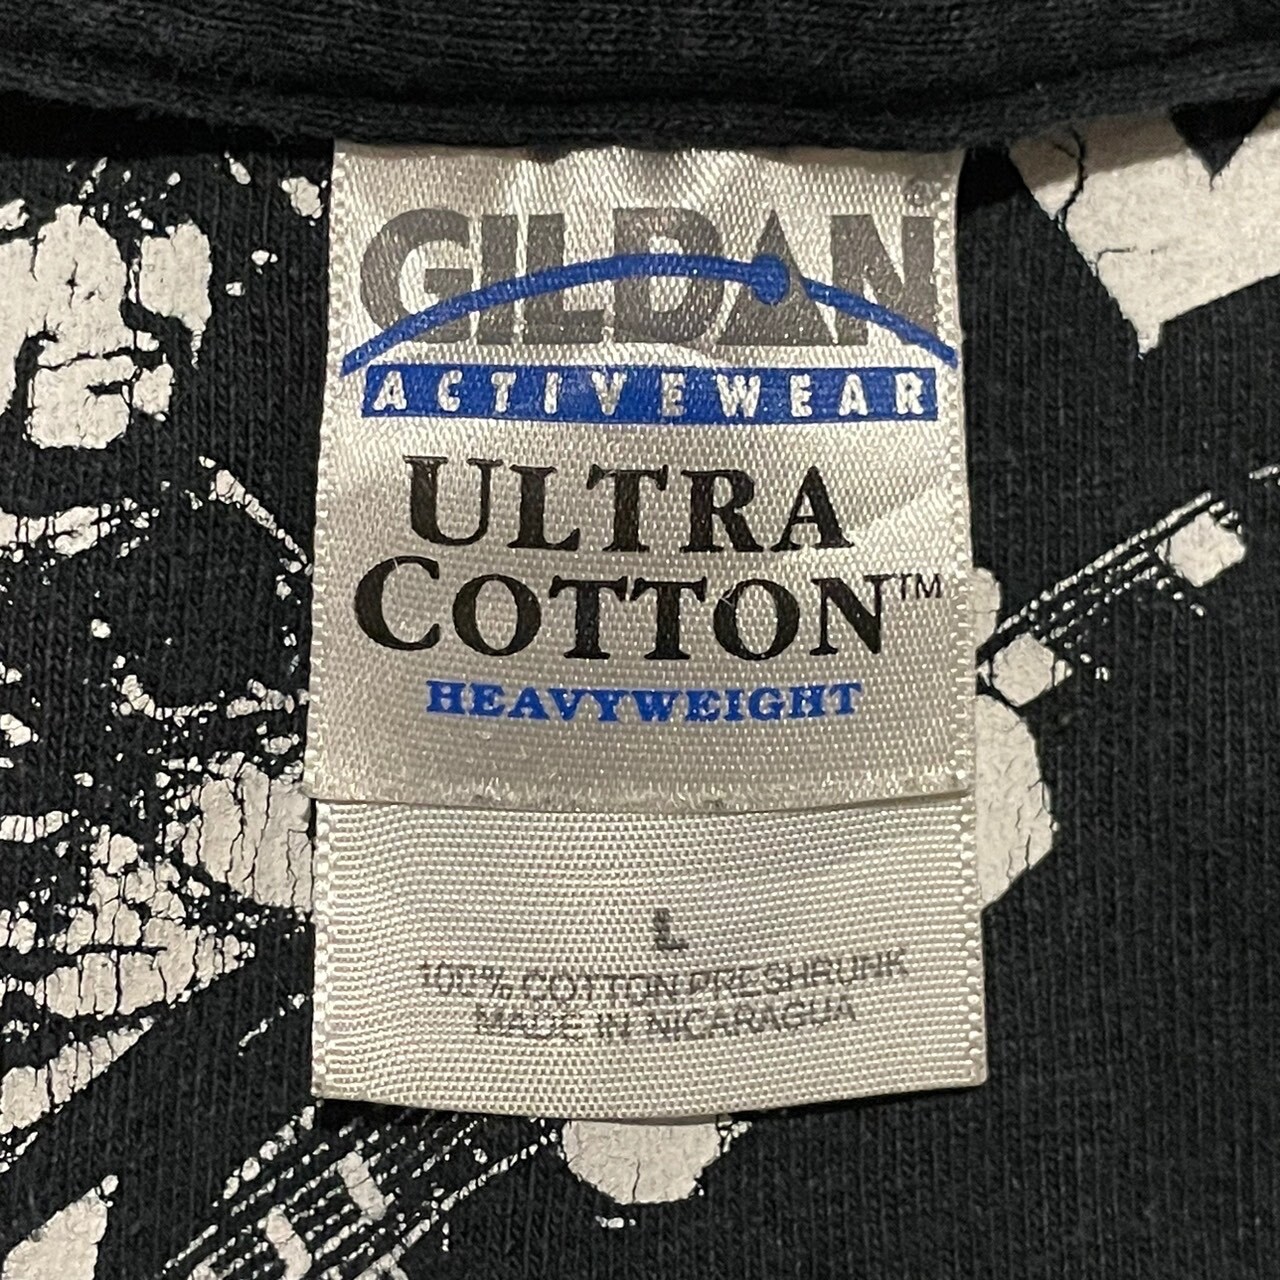 GILDAN
ACTIVEWEAR
ULTRA
COTTON™
HEAVYWEIGHT
L
100% COTTON PRESHRUNK
MADE IN NICARAGUA